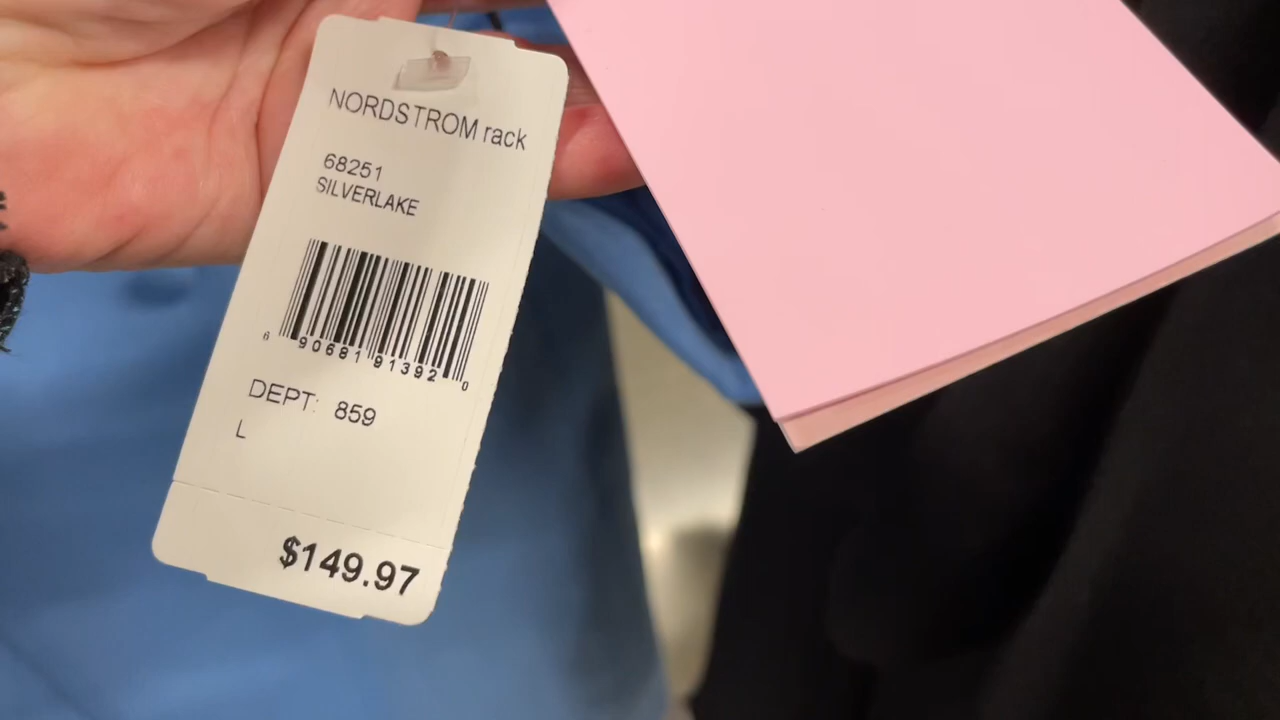 NORDSTROM rack
68251
SILVERLAKE
6 90681 91392 0
DEPT: 859
L
$149.97